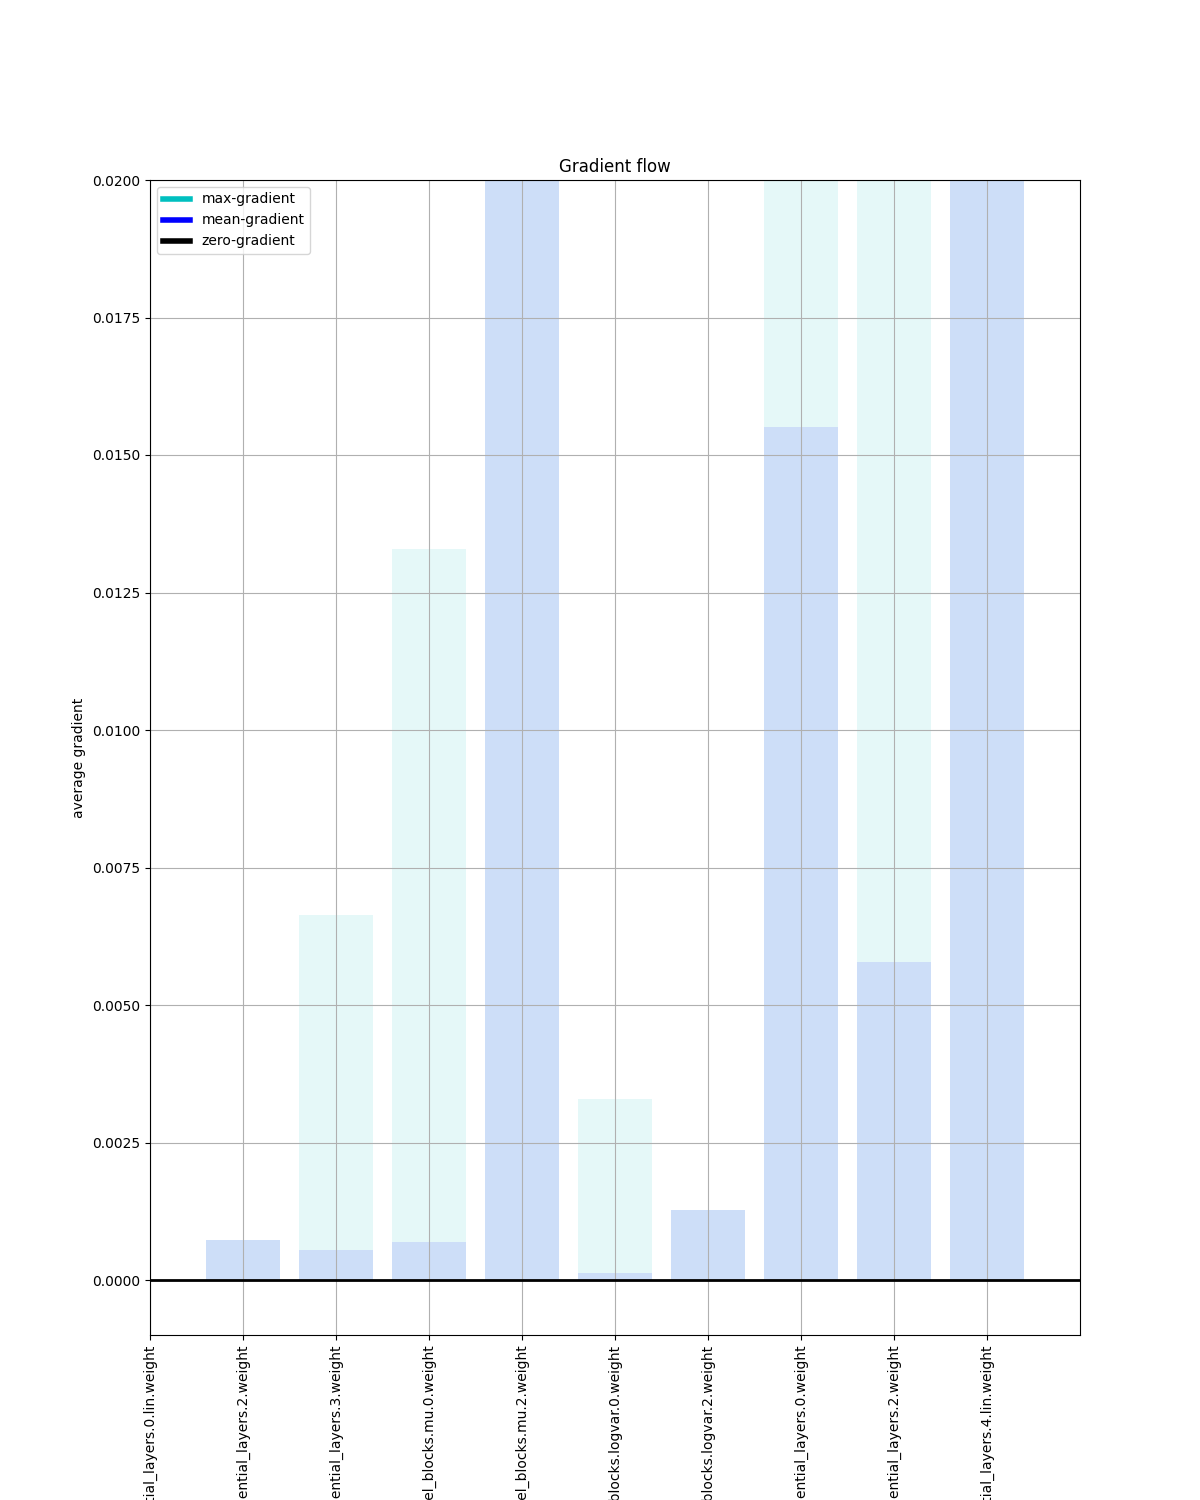 Gradient flow
max-gradient
mean-gradient
zero-gradient
average gradient
0.0200
0.0175
0.0150
0.0125
0.0100
0.0075
0.0050
0.0025
0.0000
tial_layers.0.lin.weight
ential_layers.2.weight
ential_layers.3.weight
el_blocks.mu.0.weight
el_blocks.mu.2.weight
blocks.logvar.0.weight
blocks.logvar.2.weight
ential_layers.0.weight
ential_layers.2.weight
tial_layers.4.lin.weight